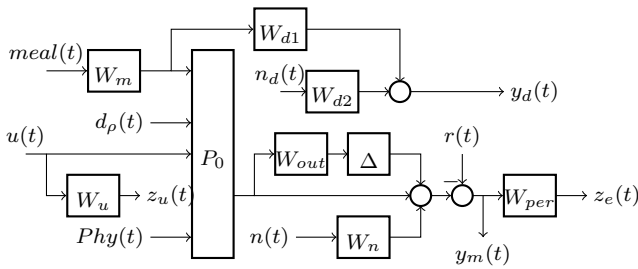 W_{d1}
meal(t)
W_m
n_d(t)
W_{d2}
y_d(t)
d_ρ(t)
u(t)
r(t)
P_0
W_{out}
Δ
W_u
z_u(t)
−
W_{per}
z_e(t)
Phy(t)
n(t)
W_n
y_m(t)